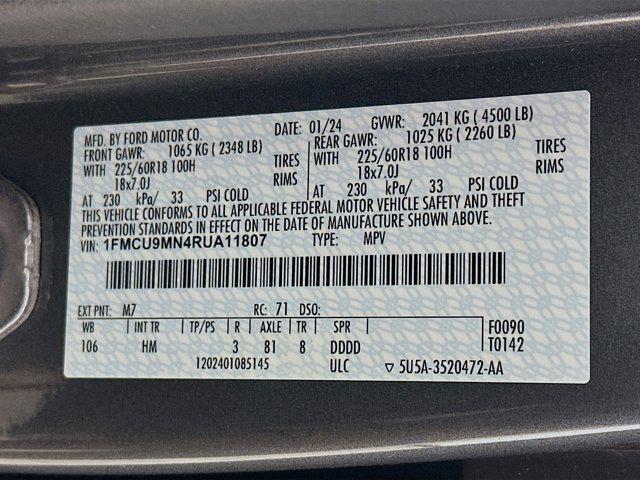 MFD. BY FORD MOTOR CO. DATE: 01/24 GVWR: 2041 KG ( 4500 LB)
FRONT GAWR: 1065 KG ( 2348 LB) REAR GAWR: 1025 KG ( 2260 LB)
WITH 225/60R18 100H TIRES WITH 225/60R18 100H TIRES
18x7.0J RIMS 18x7.0J RIMS
AT 230 kPa/ 33 PSI COLD AT 230 kPa/ 33 PSI COLD
THIS VEHICLE CONFORMS TO ALL APPLICABLE FEDERAL MOTOR VEHICLE SAFETY AND THEFT
PREVENTION STANDARDS IN EFFECT ON THE DATE OF MANUFACTURE SHOWN ABOVE.
VIN: 1FMCU9MN4RUA11807 TYPE: MPV
EXT PNT: M7 RC: 71 DSO:
WB INT TR TP/PS R AXLE TR SPR F0090
106 HM 3 81 8 DDDD T0142
1202401085145 ULC ▽ 5U5A-3520472-AA